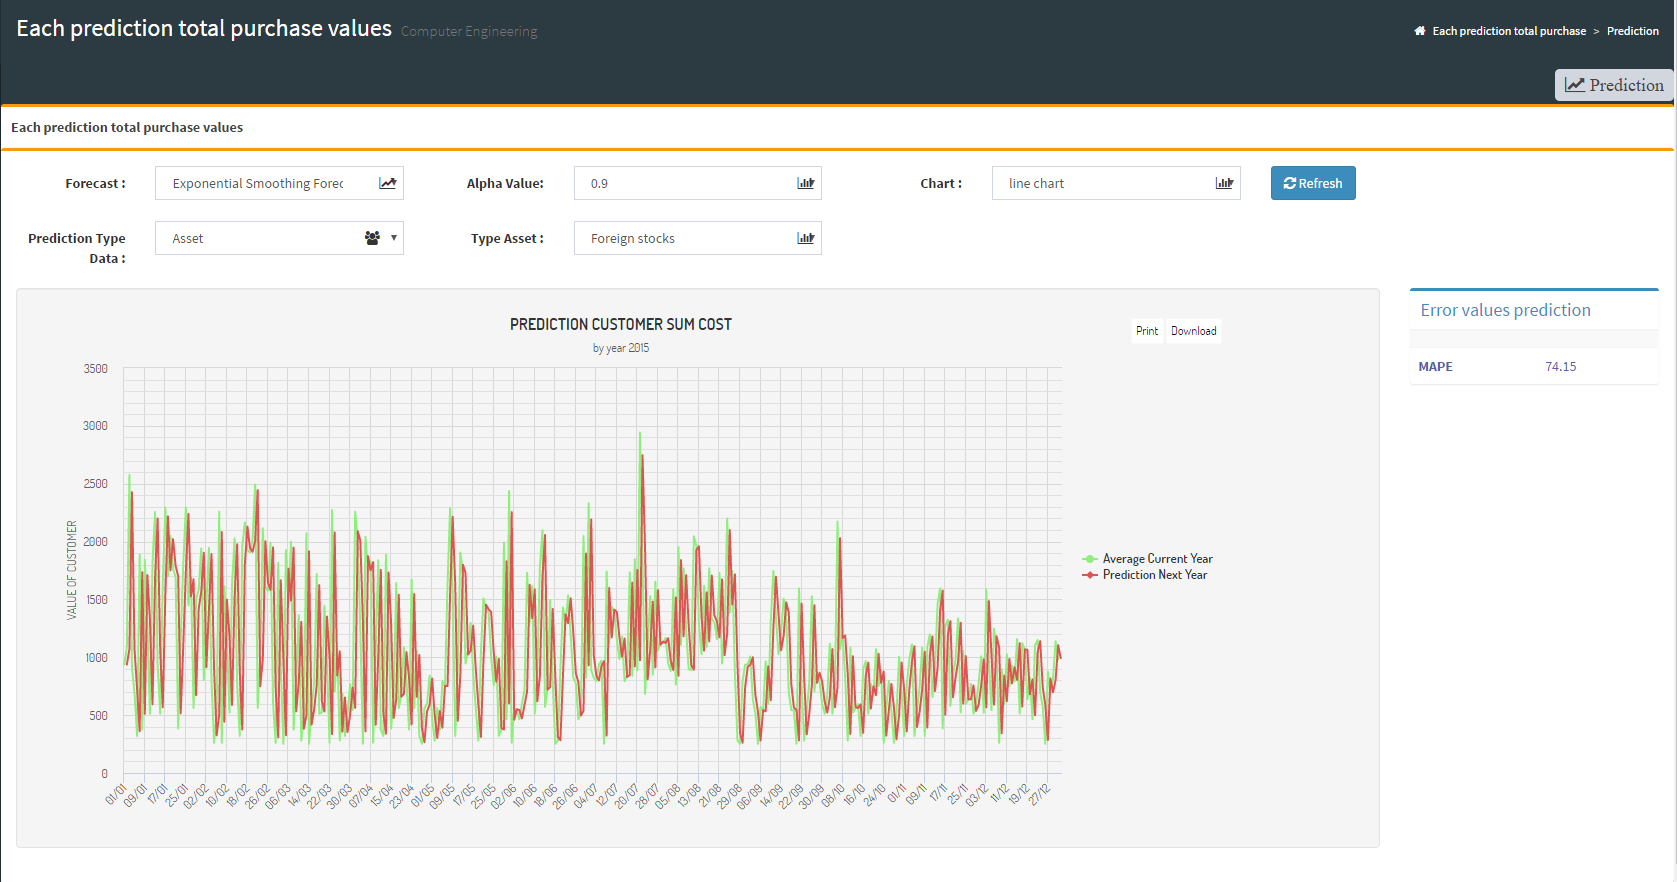 Each prediction total purchase values Computer Engineering
Each prediction total purchase > Prediction
Prediction
Each prediction total purchase values
Forecast : Exponential Smoothing Forec
Alpha Value: 0.9
Chart : line chart
Refresh
Prediction Type Data : Asset
Type Asset : Foreign stocks
PREDICTION CUSTOMER SUM COST
by year 2015
Print Download
Error values prediction
MAPE 74.15
VALUE OF CUSTOMER
3500
3000
2500
2000
1500
1000
500
0
Average Current Year
Prediction Next Year
01/01 09/01 17/01 25/01 02/02 10/02 18/02 26/02 06/03 14/03 22/03 30/03 07/04 15/04 23/04 01/05 09/05 17/05 25/05 02/06 10/06 18/06 26/06 04/07 12/07 20/07 28/07 05/08 13/08 21/08 29/08 06/09 14/09 22/09 30/09 08/10 16/10 24/10 01/11 09/11 17/11 25/11 03/12 11/12 19/12 27/12